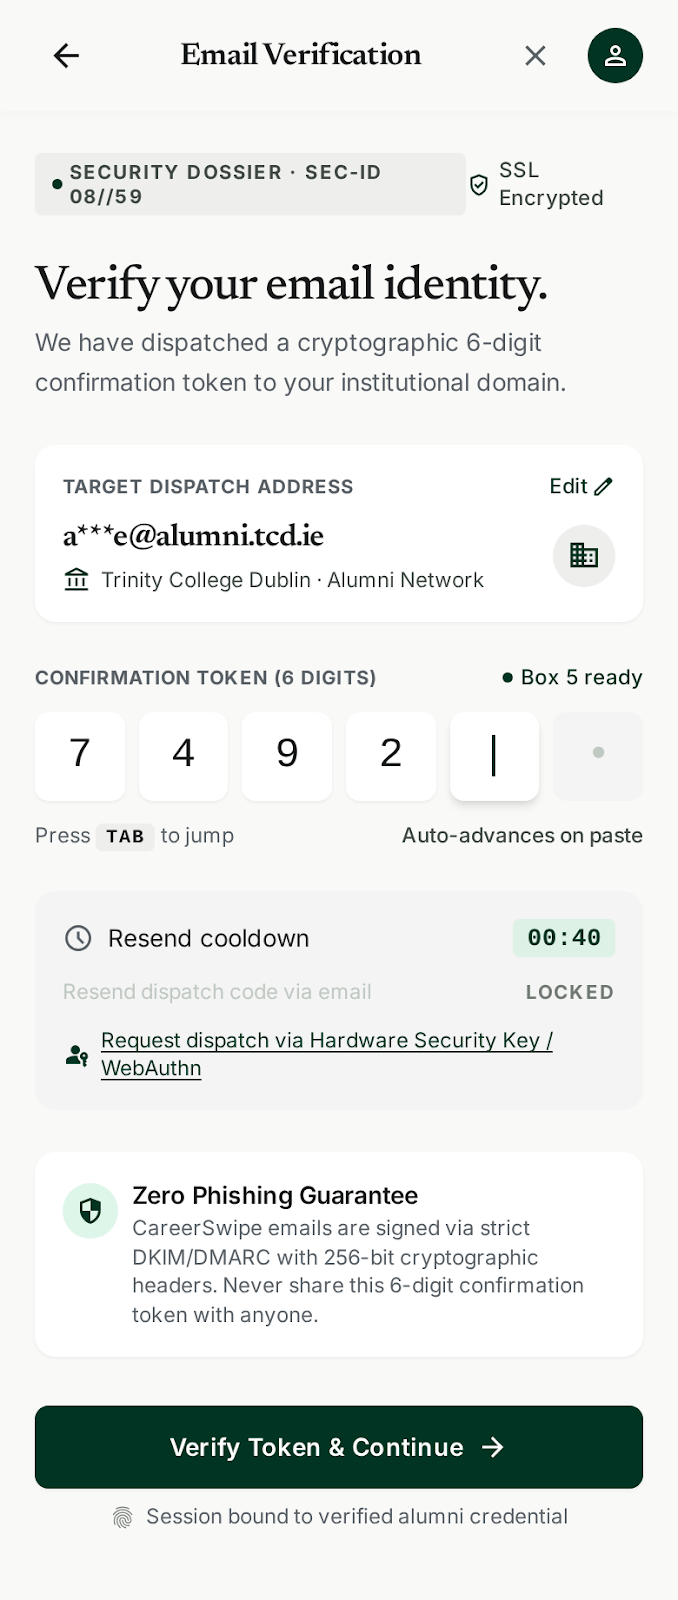 Email Verification
SECURITY DOSSIER · SEC-ID
08//59
SSL
Encrypted
Verify your email identity.
We have dispatched a cryptographic 6-digit
confirmation token to your institutional domain.
TARGET DISPATCH ADDRESS
Edit
a***e@alumni.tcd.ie
Trinity College Dublin · Alumni Network
CONFIRMATION TOKEN (6 DIGITS)
Box 5 ready
7 4 9 2
Press TAB to jump
Auto-advances on paste
Resend cooldown
00:40
Resend dispatch code via email
LOCKED
Request dispatch via Hardware Security Key /
WebAuthn
Zero Phishing Guarantee
CareerSwipe emails are signed via strict
DKIM/DMARC with 256-bit cryptographic
headers. Never share this 6-digit confirmation
token with anyone.
Verify Token & Continue
Session bound to verified alumni credential